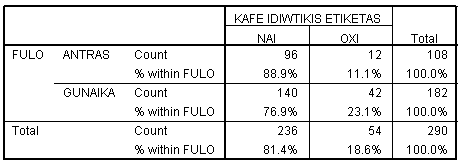 KAFE IDIWTIKIS ETIKETAS
NAI OXI Total
FULO ANTRAS Count 96 12 108
% within FULO 88.9% 11.1% 100.0%
GUNAIKA Count 140 42 182
% within FULO 76.9% 23.1% 100.0%
Total Count 236 54 290
% within FULO 81.4% 18.6% 100.0%